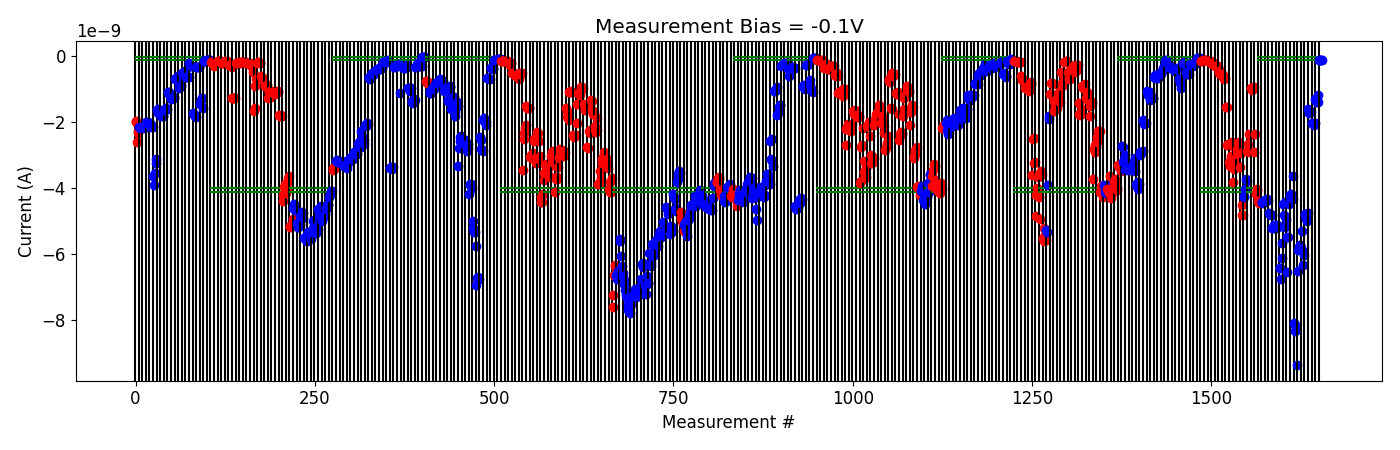 Measurement Bias = -0.1V
1e−9
0
−2
−4
−6
−8
Current (A)
0 250 500 750 1000 1250 1500
Measurement #